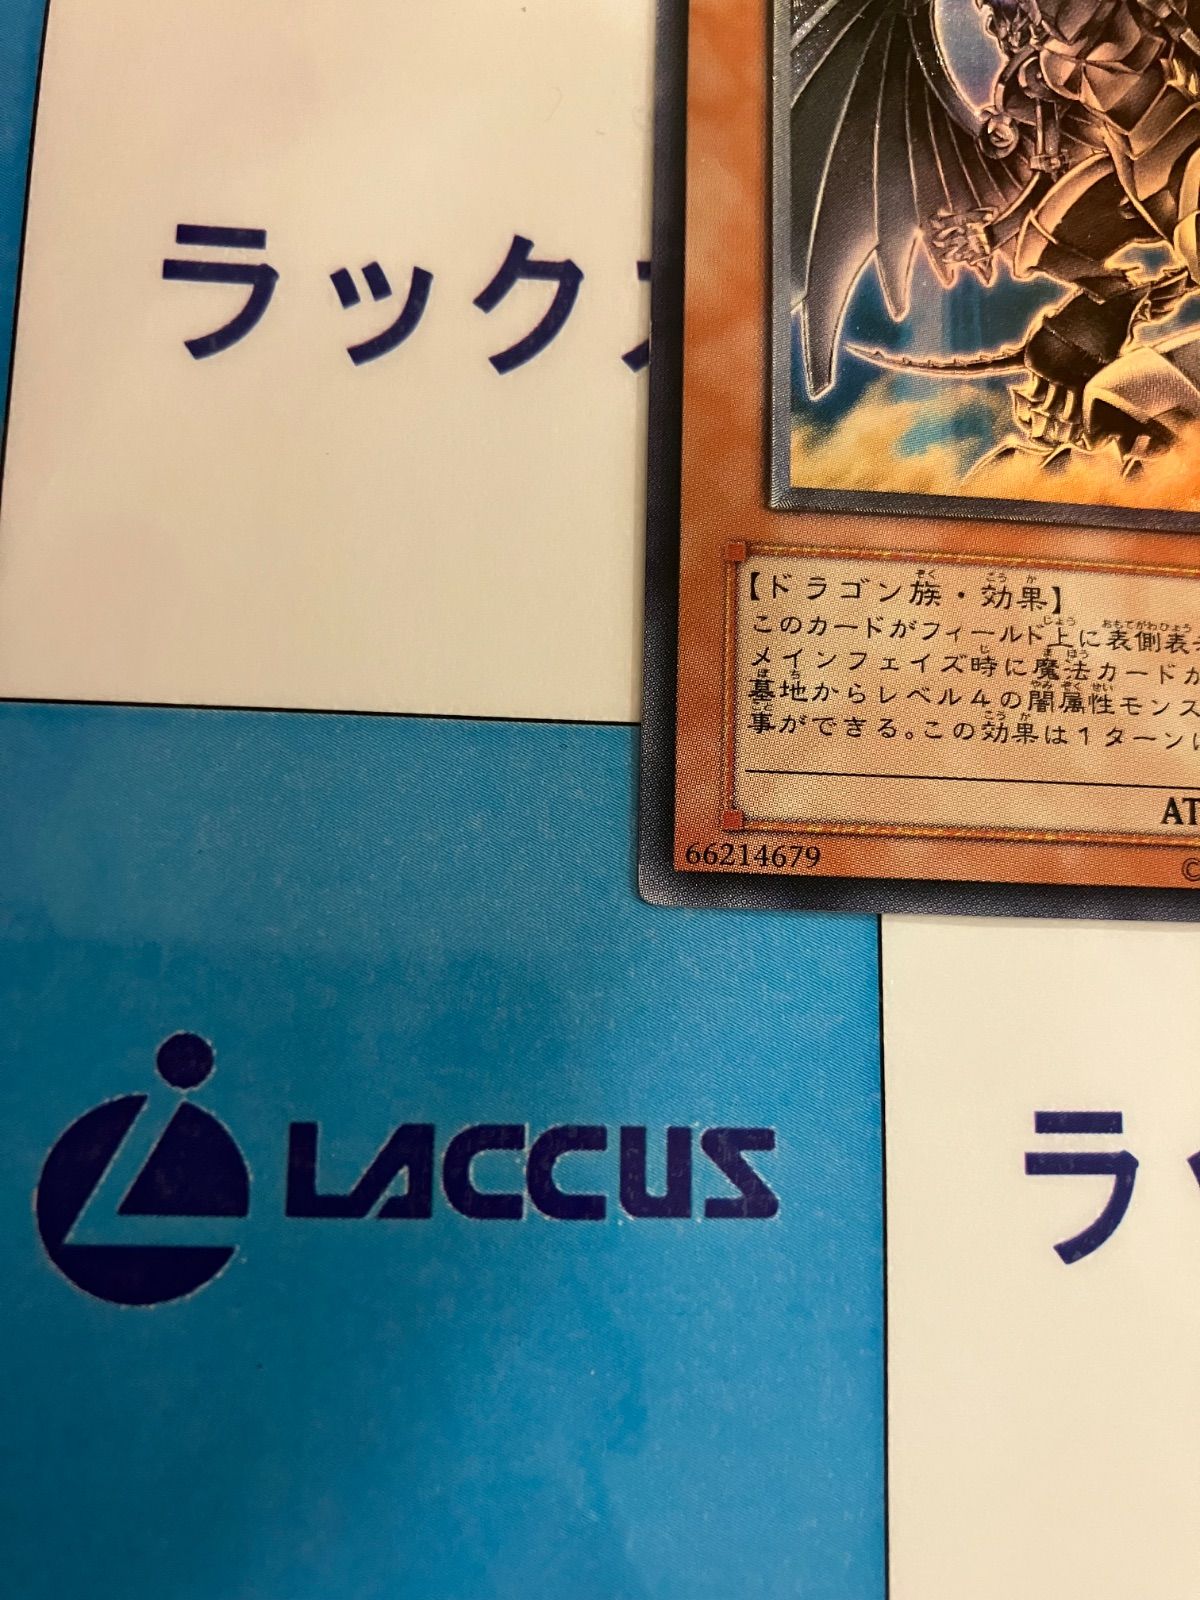 ラック
【ドラゴン族・効果】
このカードがフィールド上に表側表
メインフェイズ時に魔法カードが
墓地からレベル4の闇属性モンス
事ができる。この効果は1ターンに
AT
66214679
©
LACCUS
ラ